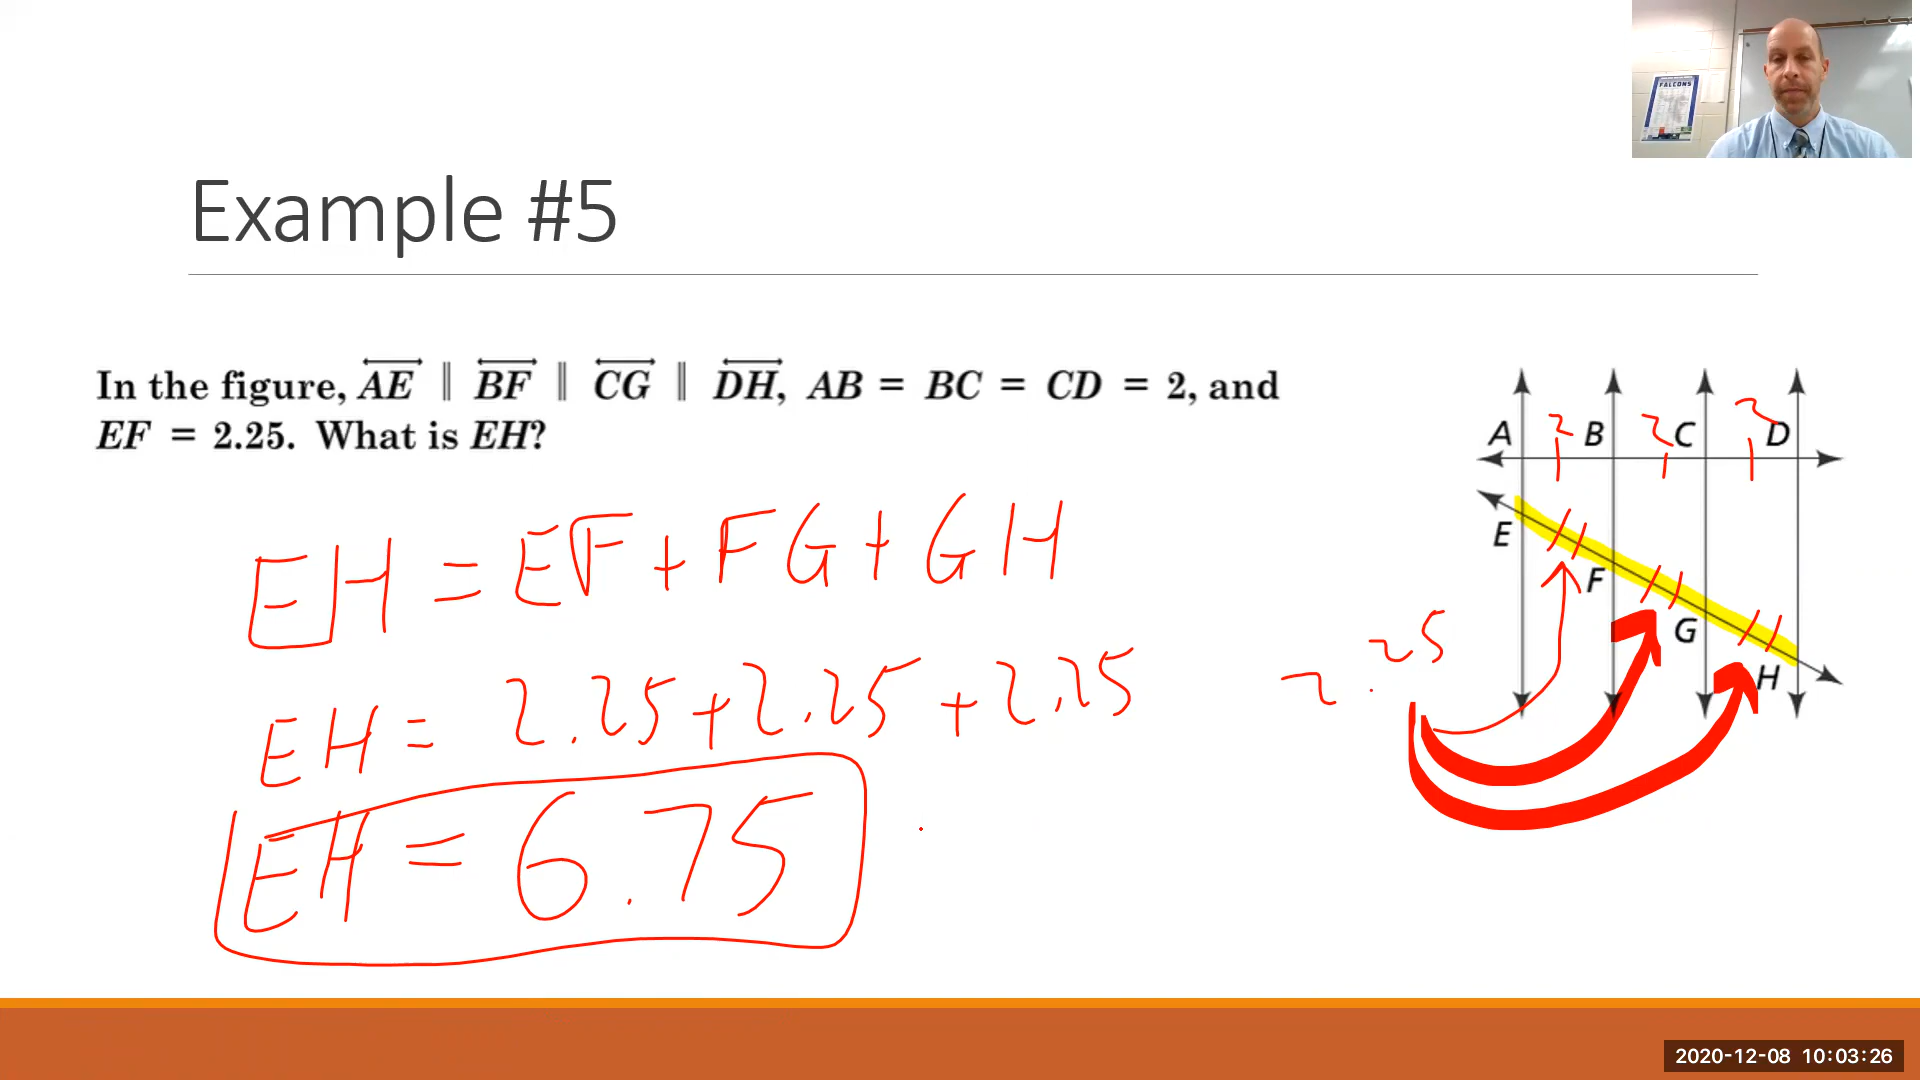 FALCONS
Example #5
In the figure, AE ∥ BF ∥ CG ∥ DH, AB = BC = CD = 2, and
EF = 2.25. What is EH?
A 2 B 2 C 2 D
E
F
G
H
EH = EF + FG + GH
2.25
EH = 2.25 + 2.25 + 2.25
EH = 6.75
2020-12-08 10:03:26